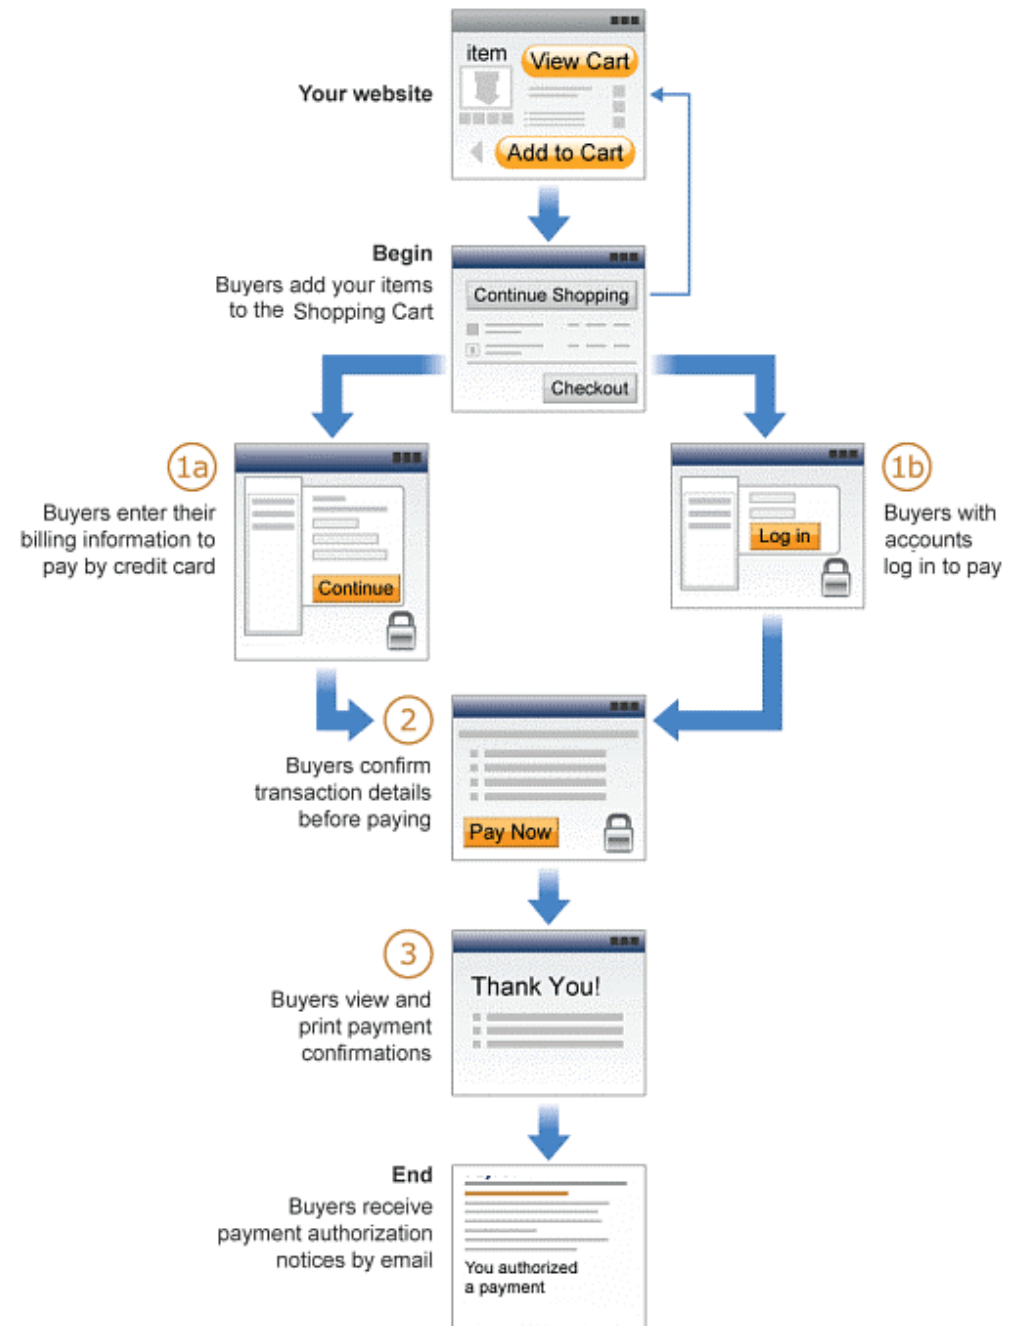 item
View Cart
Your website
Add to Cart
Begin
Buyers add your items
to the Shopping Cart
Continue Shopping
Checkout
1a
Buyers enter their
billing information to
pay by credit card
Continue
1b
Buyers with
accounts
log in to pay
Log in
2
Buyers confirm
transaction details
before paying
Pay Now
3
Buyers view and
print payment
confirmations
Thank You!
End
Buyers receive
payment authorization
notices by email
You authorized
a payment